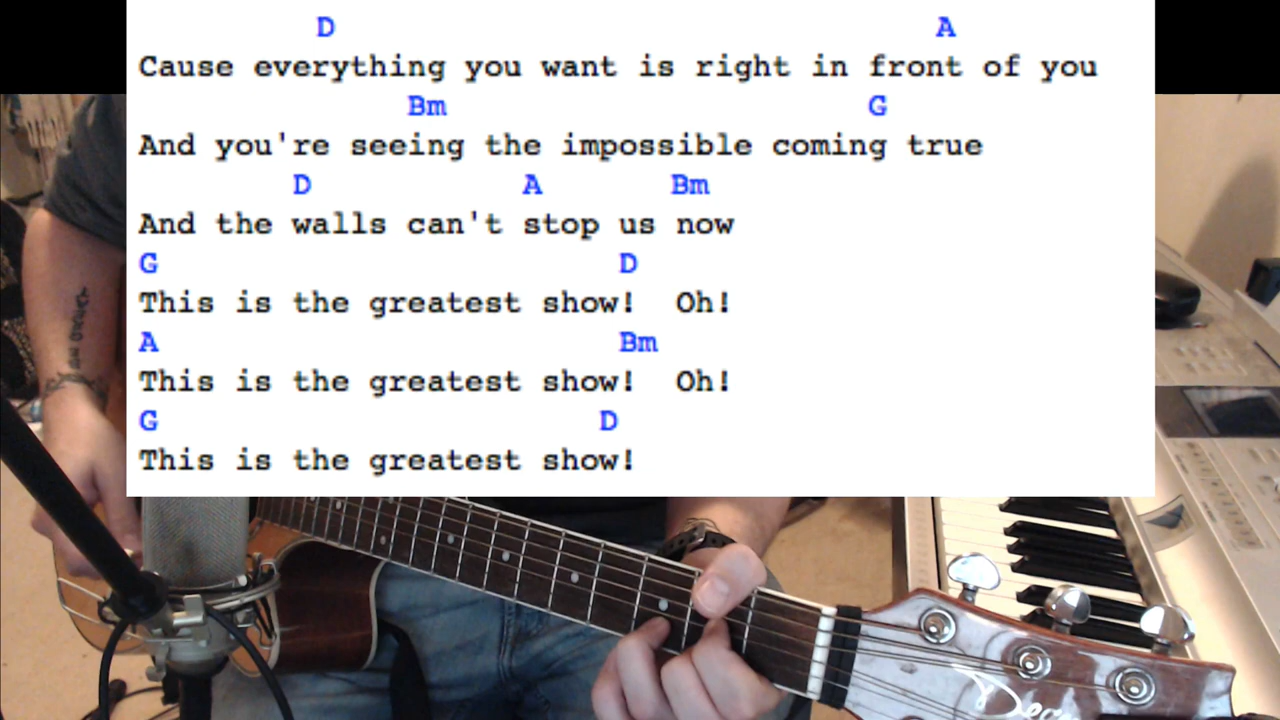 D A
Cause everything you want is right in front of you
Bm G
And you're seeing the impossible coming true
D A Bm
And the walls can't stop us now
G D
This is the greatest show! Oh!
A Bm
This is the greatest show! Oh!
G D
This is the greatest show!